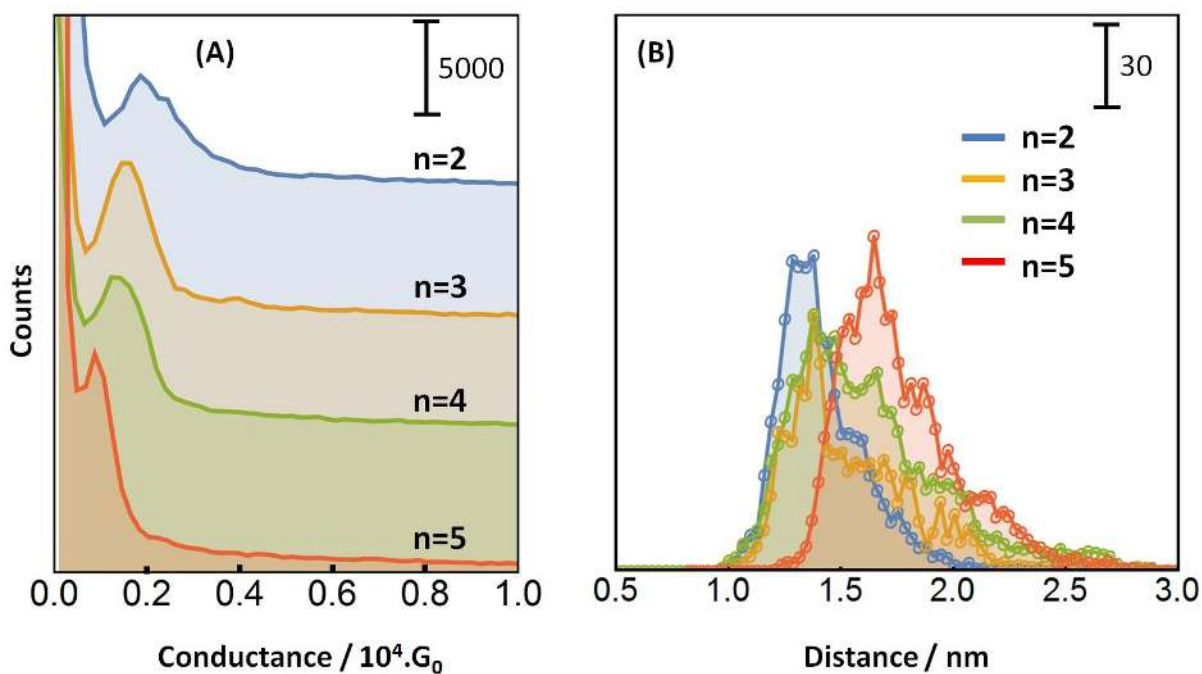 (A)
5000
n=2
n=3
n=4
n=5
Counts
0.0 0.2 0.4 0.6 0.8 1.0
Conductance / 10⁴.G₀
(B)
30
n=2
n=3
n=4
n=5
0.5 1.0 1.5 2.0 2.5 3.0
Distance / nm